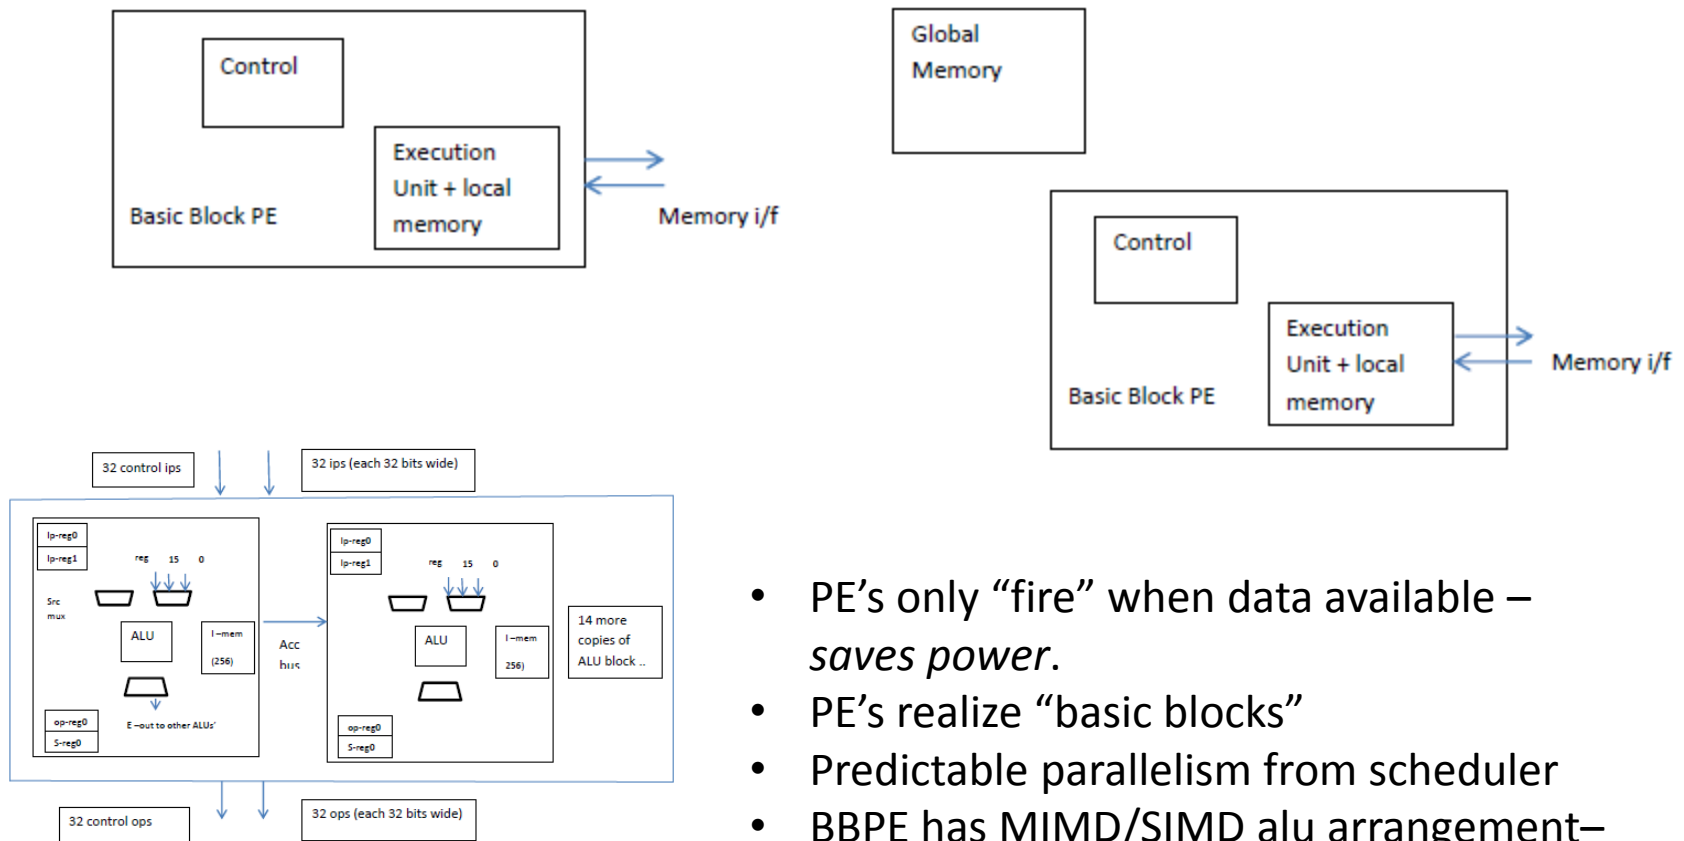 Control
Execution
Unit + local
memory
Basic Block PE
Memory i/f
Global
Memory
Control
Execution
Unit + local
memory
Basic Block PE
Memory i/f
32 control ips
32 ips (each 32 bits wide)
Ip-reg0
Ip-reg1
reg 15 0
Src
mux
ALU
I-mem
(256)
Acc
bus
E-out to other ALUs'
op-reg0
S-reg0
Ip-reg0
Ip-reg1
reg 15 0
ALU
I-mem
256)
op-reg0
S-reg0
14 more
copies of
ALU block ..
32 control ops
32 ops (each 32 bits wide)
• PE's only “fire” when data available –
saves power.
• PE's realize “basic blocks”
• Predictable parallelism from scheduler
• BBPE has MIMD/SIMD alu arrangement–